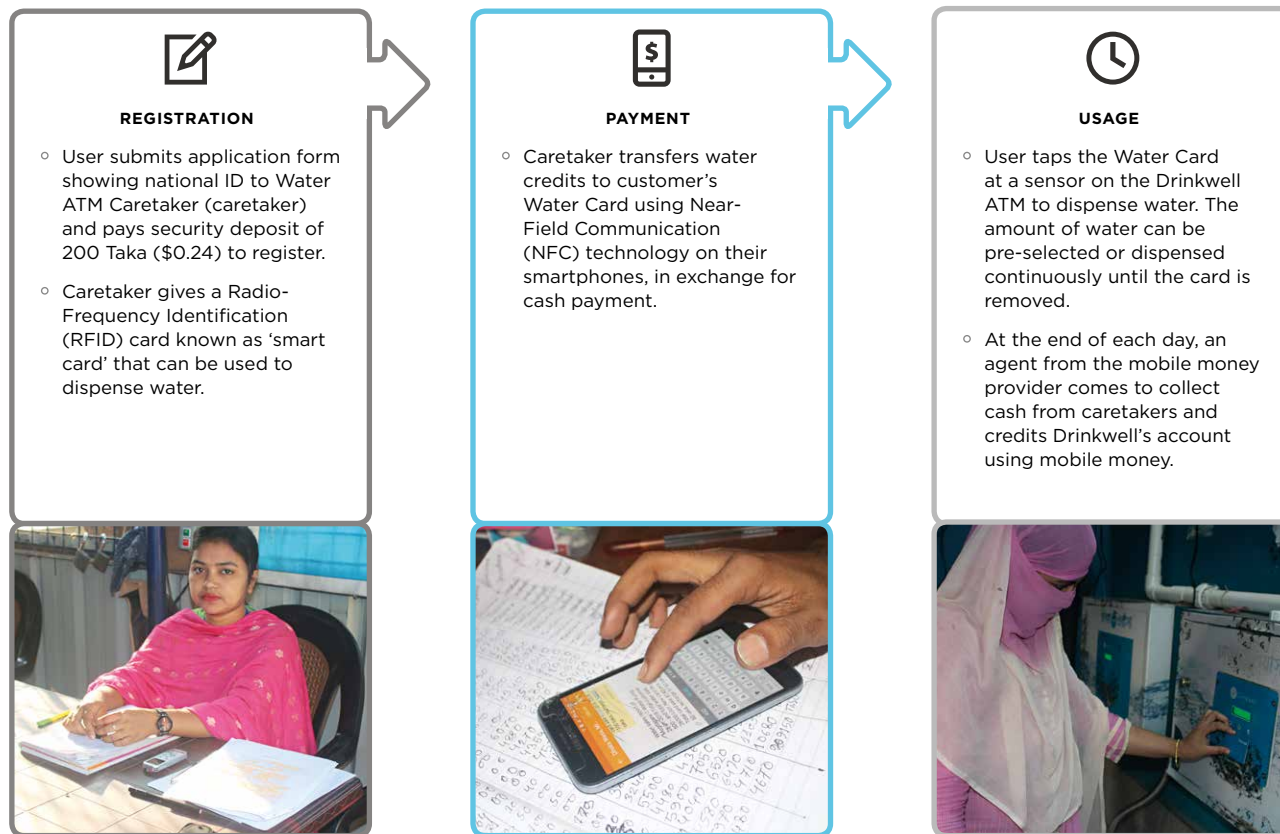 REGISTRATION
○ User submits application form
showing national ID to Water
ATM Caretaker (caretaker)
and pays security deposit of
200 Taka ($0.24) to register.
○ Caretaker gives a Radio-
Frequency Identification
(RFID) card known as ‘smart
card’ that can be used to
dispense water.
$
PAYMENT
○ Caretaker transfers water
credits to customer’s
Water Card using Near-
Field Communication
(NFC) technology on their
smartphones, in exchange for
cash payment.
USAGE
○ User taps the Water Card
at a sensor on the Drinkwell
ATM to dispense water. The
amount of water can be
pre-selected or dispensed
continuously until the card is
removed.
○ At the end of each day, an
agent from the mobile money
provider comes to collect
cash from caretakers and
credits Drinkwell’s account
using mobile money.